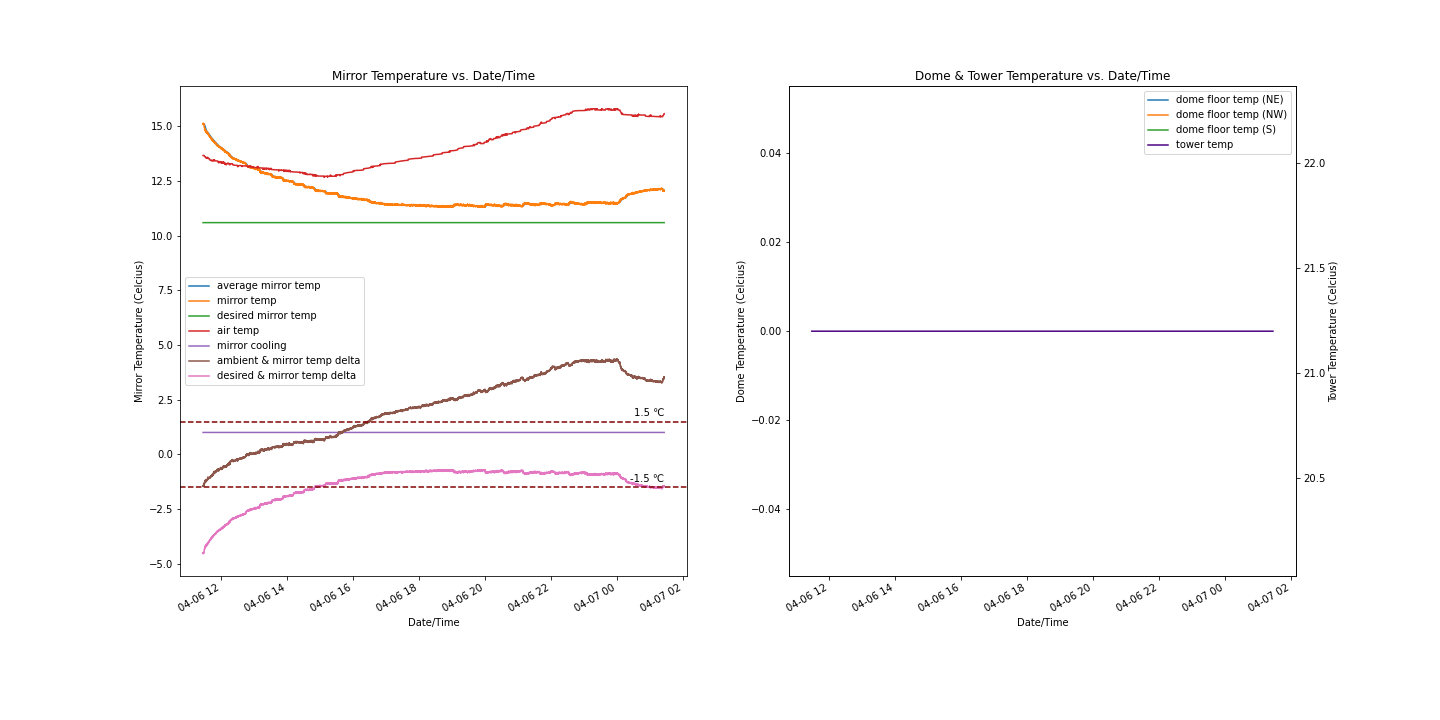 Mirror Temperature vs. Date/Time
Mirror Temperature (Celcius)
15.0
12.5
10.0
7.5
5.0
2.5
0.0
−2.5
−5.0
average mirror temp
mirror temp
desired mirror temp
air temp
mirror cooling
ambient & mirror temp delta
desired & mirror temp delta
1.5 °C
-1.5 °C
04-06 12
04-06 14
04-06 16
04-06 18
04-06 20
04-06 22
04-07 00
04-07 02
Date/Time
Dome & Tower Temperature vs. Date/Time
Dome Temperature (Celcius)
0.04
0.02
0.00
−0.02
−0.04
dome floor temp (NE)
dome floor temp (NW)
dome floor temp (S)
tower temp
22.0
21.5
21.0
20.5
Tower Temperature (Celcius)
04-06 12
04-06 14
04-06 16
04-06 18
04-06 20
04-06 22
04-07 00
04-07 02
Date/Time